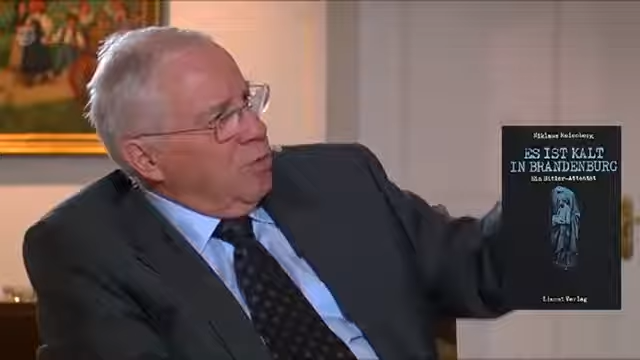 Niklaus Meienberg
ES IST KALT
IN BRANDENBURG
Ein Hitler-Attentat
Limmat Verlag